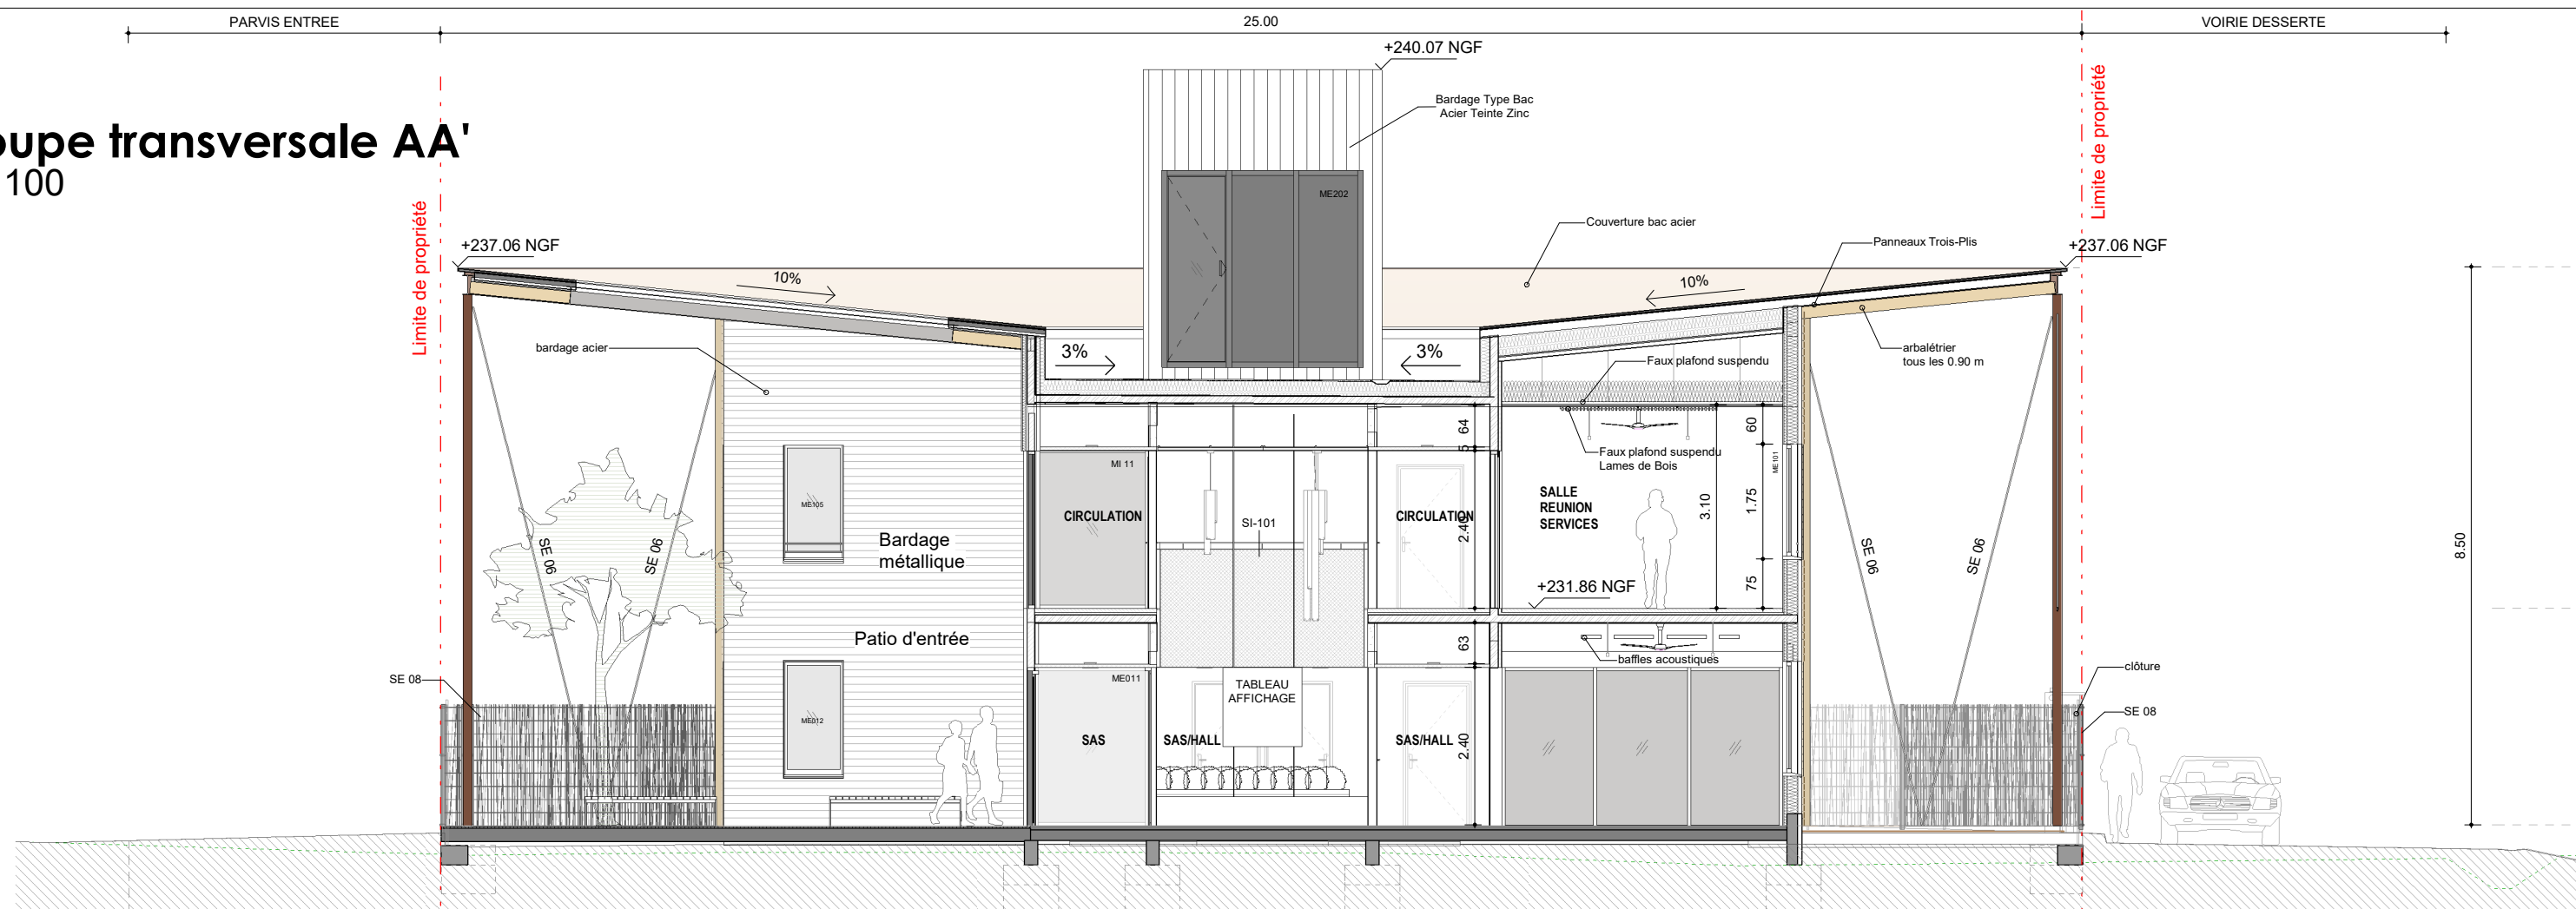 PARVIS ENTREE
25.00
VOIRIE DESSERTE
+240.07 NGF
Bardage Type Bac
Acier Teinte Zinc
oupe transversale AA'
100
Limite de propriété
Limite de propriété
ME202
Couverture bac acier
Panneaux Trois-Plis
+237.06 NGF
+237.06 NGF
10%
10%
bardage acier
3%
3%
Faux plafond suspendu
arbalétrier
tous les 0.90 m
64
5
60
Faux plafond suspendu
Lames de Bois
ME101
MI 11
ME105
CIRCULATION
SI-101
CIRCULATION
2.40
SALLE
REUNION
SERVICES
3.10
1.75
8.50
SE 06
SE 06
SE 06
SE 06
Bardage
métallique
+231.86 NGF
75
Patio d'entrée
63
baffles acoustiques
clôture
SE 08
ME011
TABLEAU
AFFICHAGE
SE 08
ME012
SAS
SAS/HALL
SAS/HALL
2.40